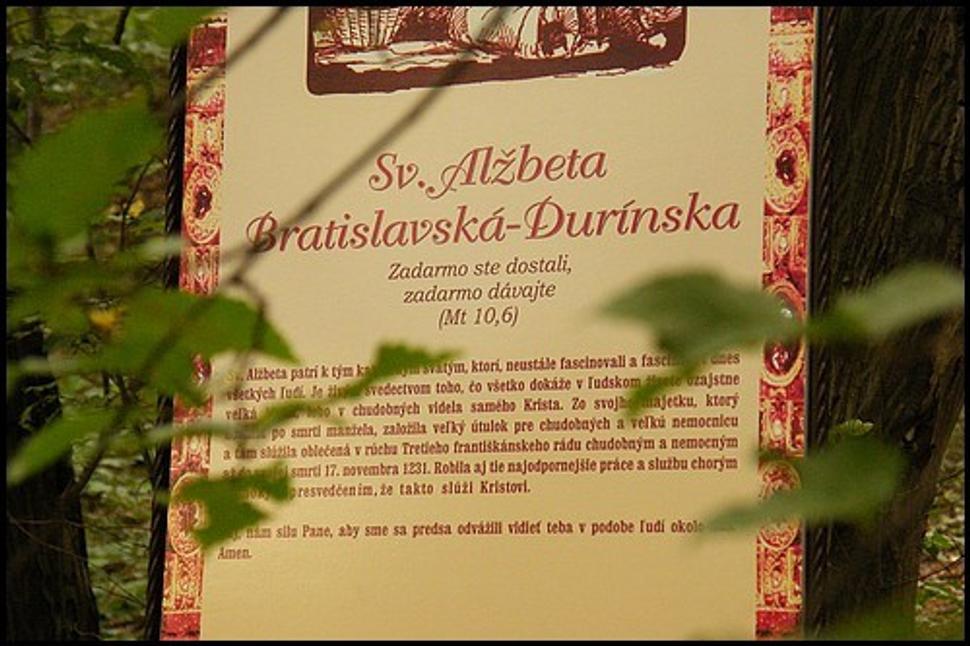 Sv. Alžbeta
Bratislavská-Durínska
Zadarmo ste dostali,
zadarmo dávajte
(Mt 10,6)
Sv. Alžbeta patrí k tým svätým, ktorí, neustále fascinovali a dnes
všetkých ľudí. Je svedectvom toho, čo všetko dokáže v ľudskom ozajstne
veľká v chudobných videla samého Krista. Zo svojho majetku, ktorý
po smrti manžela, založila veľký útulok pre chudobných a veľkú nemocnicu
a tam slúžila oblečená v rúchu Tretieho františkánskeho rádu chudobným a nemocným
smrti 17. novembra 1231. Robila aj tie najodpornejšie práce a službu chorým
presvedčením, že takto slúži Kristovi.
nám silu Pane, aby sme sa predsa odvážili vidieť teba v podobe ľudí okolo
Amen.